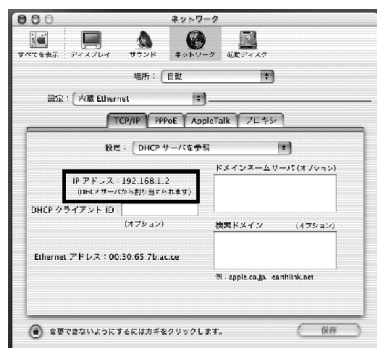 ネットワーク
すべてを表示 ディスプレイ サウンド ネットワーク 起動ディスク
場所： 自動
設定： 内蔵 Ethernet
TCP/IP PPPoE AppleTalk プロキシ
設定： DHCP サーバを参照
ドメインネームサーバ (オプション)
IP アドレス：192.168.1.2
(DHCP サーバから割り当てられます)
DHCP クライアント ID
(オプション)
検索ドメイン (オプション)
Ethernet アドレス：00.30.65.7b.ac.ce
例：apple.co.jp, earthlink.net
変更できないようにするにはカギをクリックします。
保存